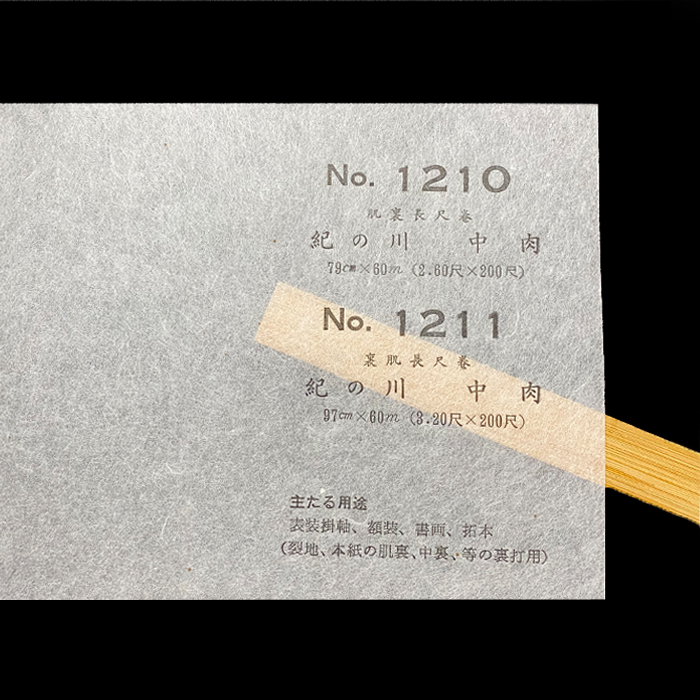 No. 1210
肌裏長尺巻
紀の川 中肉
79cm×60m (2.60尺×200尺)
No. 1211
裏肌長尺巻
紀の川 中肉
97cm×60m (3.20尺×200尺)
主たる用途
表装掛軸、額装、書画、拓本
(裂地、本紙の肌裏、中裏、等の裏打用)